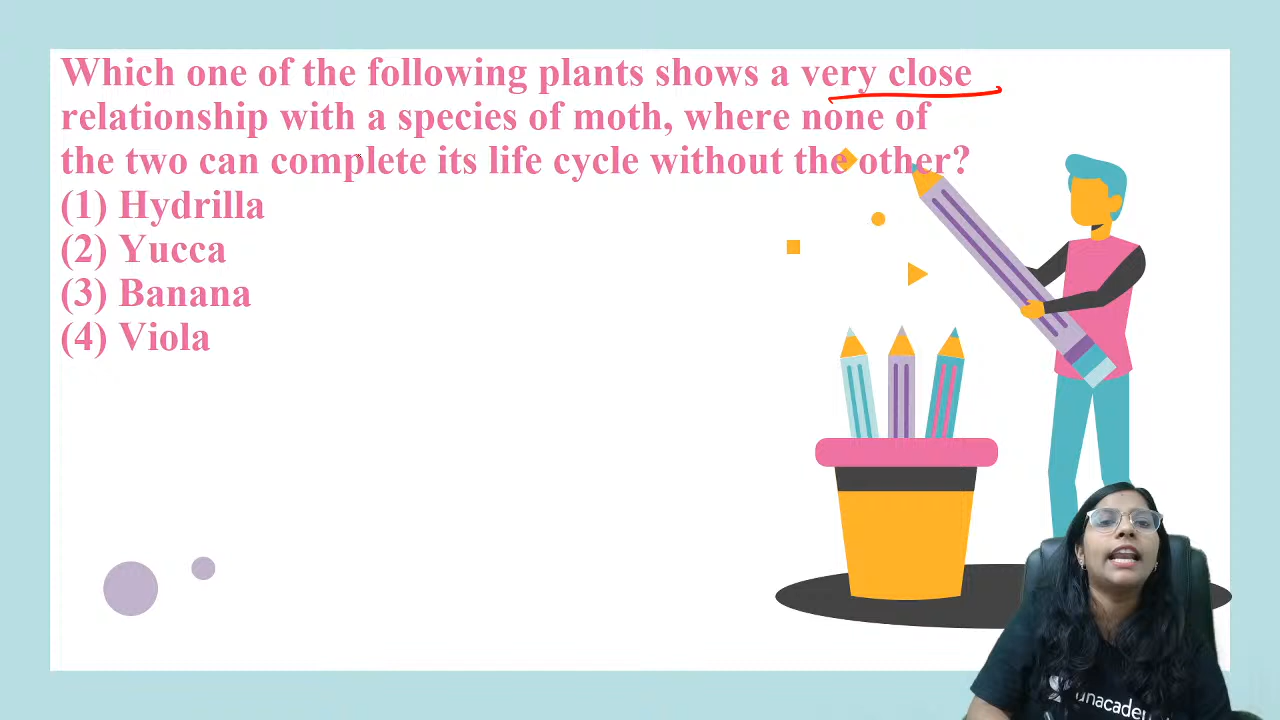 Which one of the following plants shows a very close
relationship with a species of moth, where none of
the two can complete its life cycle without the other?
(1) Hydrilla
(2) Yucca
(3) Banana
(4) Viola